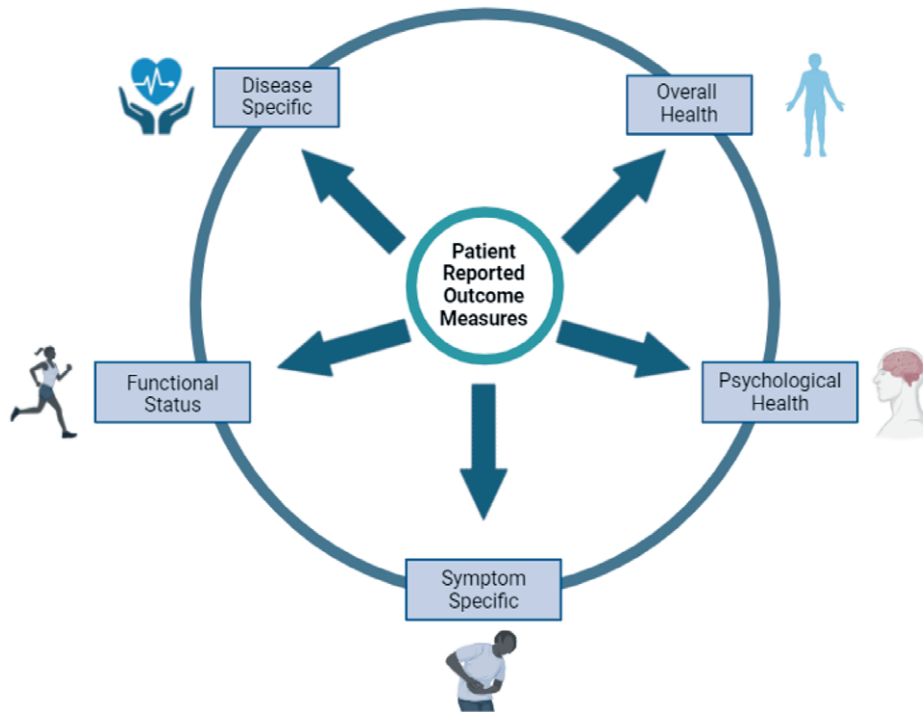 Disease
Specific
Overall
Health
Patient
Reported
Outcome
Measures
Functional
Status
Psychological
Health
Symptom
Specific